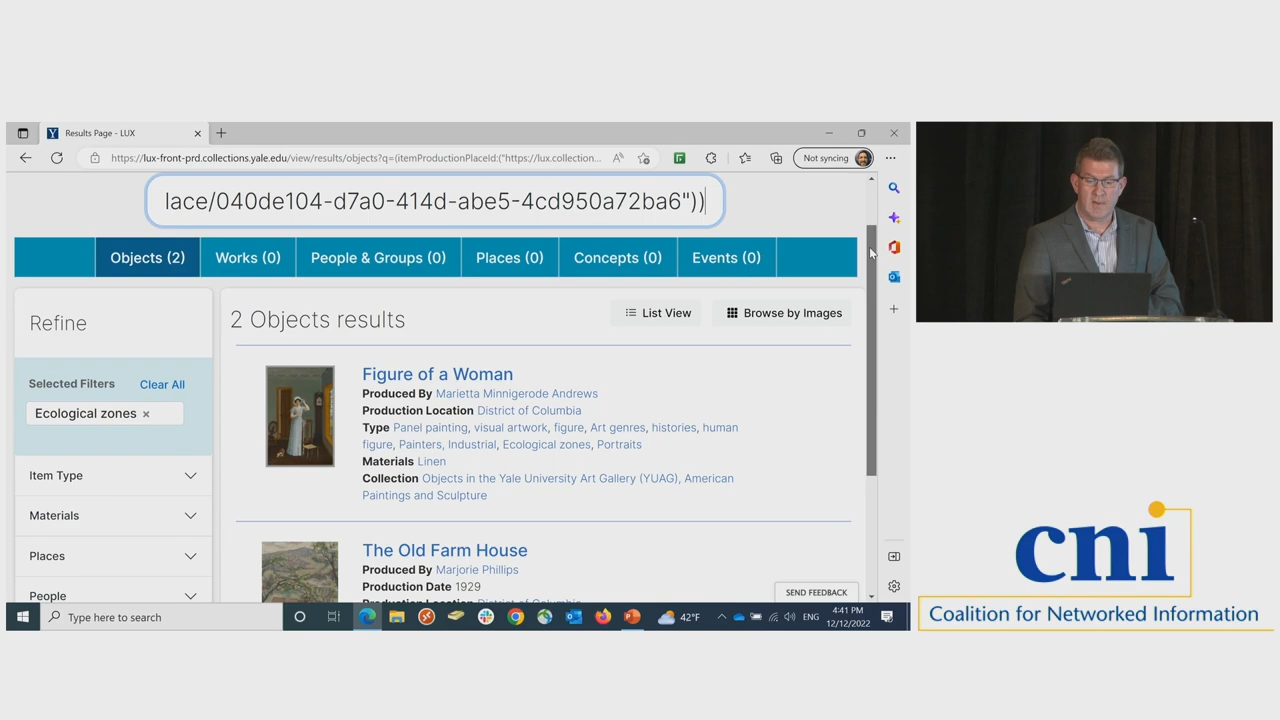 Results Page - LUX
https://lux-front-prd.collections.yale.edu/view/results/objects?q=(itemProductionPlaceId:("https://lux.collection...
Not syncing
lace/040de104-d7a0-414d-abe5-4cd950a72ba6"))
Objects (2) Works (0) People & Groups (0) Places (0) Concepts (0) Events (0)
Refine
Selected Filters Clear All
Ecological zones ×
Item Type
Materials
Places
People
2 Objects results
List View Browse by Images
Figure of a Woman
Produced By Marietta Minnigerode Andrews
Production Location District of Columbia
Type Panel painting, visual artwork, figure, Art genres, histories, human
figure, Painters, Industrial, Ecological zones, Portraits
Materials Linen
Collection Objects in the Yale University Art Gallery (YUAG), American
Paintings and Sculpture
The Old Farm House
Produced By Marjorie Phillips
Production Date 1929
Production Location District of Columbia
SEND FEEDBACK
Type here to search
42°F
ENG
4:41 PM
12/12/2022
cni
Coalition for Networked Information